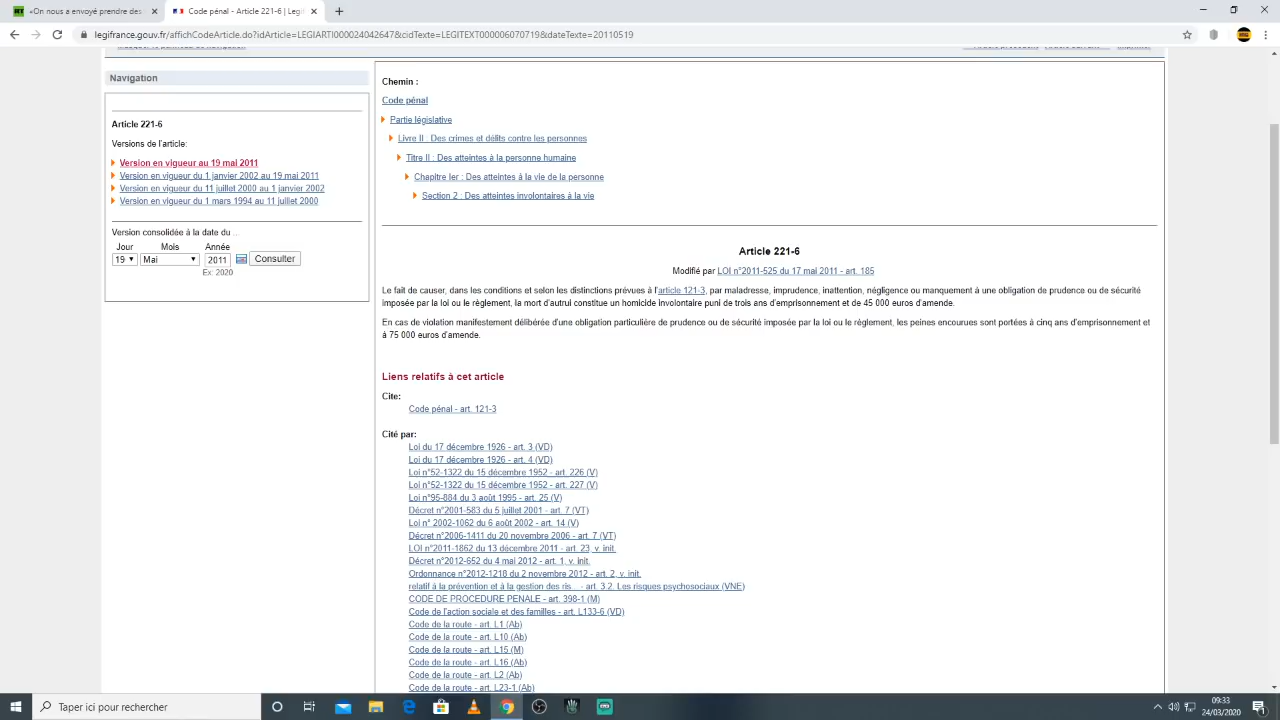 «On nous a envoyés dés
Code pénal - Article 221-6 | Legif
legifrance.gouv.fr/affichCodeArticle.do?idArticle=LEGIARTI000024042647&cidTexte=LEGITEXT000006070719&dateTexte=20110519
Navigation
Article 221-6
Versions de l'article:
Version en vigueur au 19 mai 2011
Version en vigueur du 1 janvier 2002 au 19 mai 2011
Version en vigueur du 11 juillet 2000 au 1 janvier 2002
Version en vigueur du 1 mars 1994 au 11 juillet 2000
Version consolidée à la date du ...
Jour Mois Année
19 Mai 2011 Consulter
Ex: 2020
Chemin :
Code pénal
Partie législative
Livre II : Des crimes et délits contre les personnes
Titre II : Des atteintes à la personne humaine
Chapitre Ier : Des atteintes à la vie de la personne
Section 2 : Des atteintes involontaires à la vie
Article 221-6
Modifié par LOI n°2011-525 du 17 mai 2011 - art. 185
Le fait de causer, dans les conditions et selon les distinctions prévues à l'article 121-3, par maladresse, imprudence, inattention, négligence ou manquement à une obligation de prudence ou de sécurité
imposée par la loi ou le règlement, la mort d'autrui constitue un homicide involontaire puni de trois ans d'emprisonnement et de 45 000 euros d'amende.
En cas de violation manifestement délibérée d'une obligation particulière de prudence ou de sécurité imposée par la loi ou le règlement, les peines encourues sont portées à cinq ans d'emprisonnement et
à 75 000 euros d'amende.
Liens relatifs à cet article
Cite:
Code pénal - art. 121-3
Cité par:
Loi du 17 décembre 1926 - art. 3 (VD)
Loi du 17 décembre 1926 - art. 4 (VD)
Loi n°52-1322 du 15 décembre 1952 - art. 226 (V)
Loi n°52-1322 du 15 décembre 1952 - art. 227 (V)
Loi n°95-884 du 3 août 1995 - art. 25 (V)
Décret n°2001-583 du 5 juillet 2001 - art. 7 (VT)
Loi n° 2002-1062 du 6 août 2002 - art. 14 (V)
Décret n°2006-1411 du 20 novembre 2006 - art. 7 (VT)
LOI n°2011-1862 du 13 décembre 2011 - art. 23, v. init.
Décret n°2012-652 du 4 mai 2012 - art. 1, v. init.
Ordonnance n°2012-1218 du 2 novembre 2012 - art. 2, v. init.
relatif à la prévention et à la gestion des ris... - art. 3.2. Les risques psychosociaux (VNE)
CODE DE PROCEDURE PENALE - art. 398-1 (M)
Code de l'action sociale et des familles - art. L133-6 (VD)
Code de la route - art. L1 (Ab)
Code de la route - art. L10 (Ab)
Code de la route - art. L15 (M)
Code de la route - art. L16 (Ab)
Code de la route - art. L2 (Ab)
Code de la route - art. L23-1 (Ab)
Taper ici pour rechercher
09:33
24/03/2020